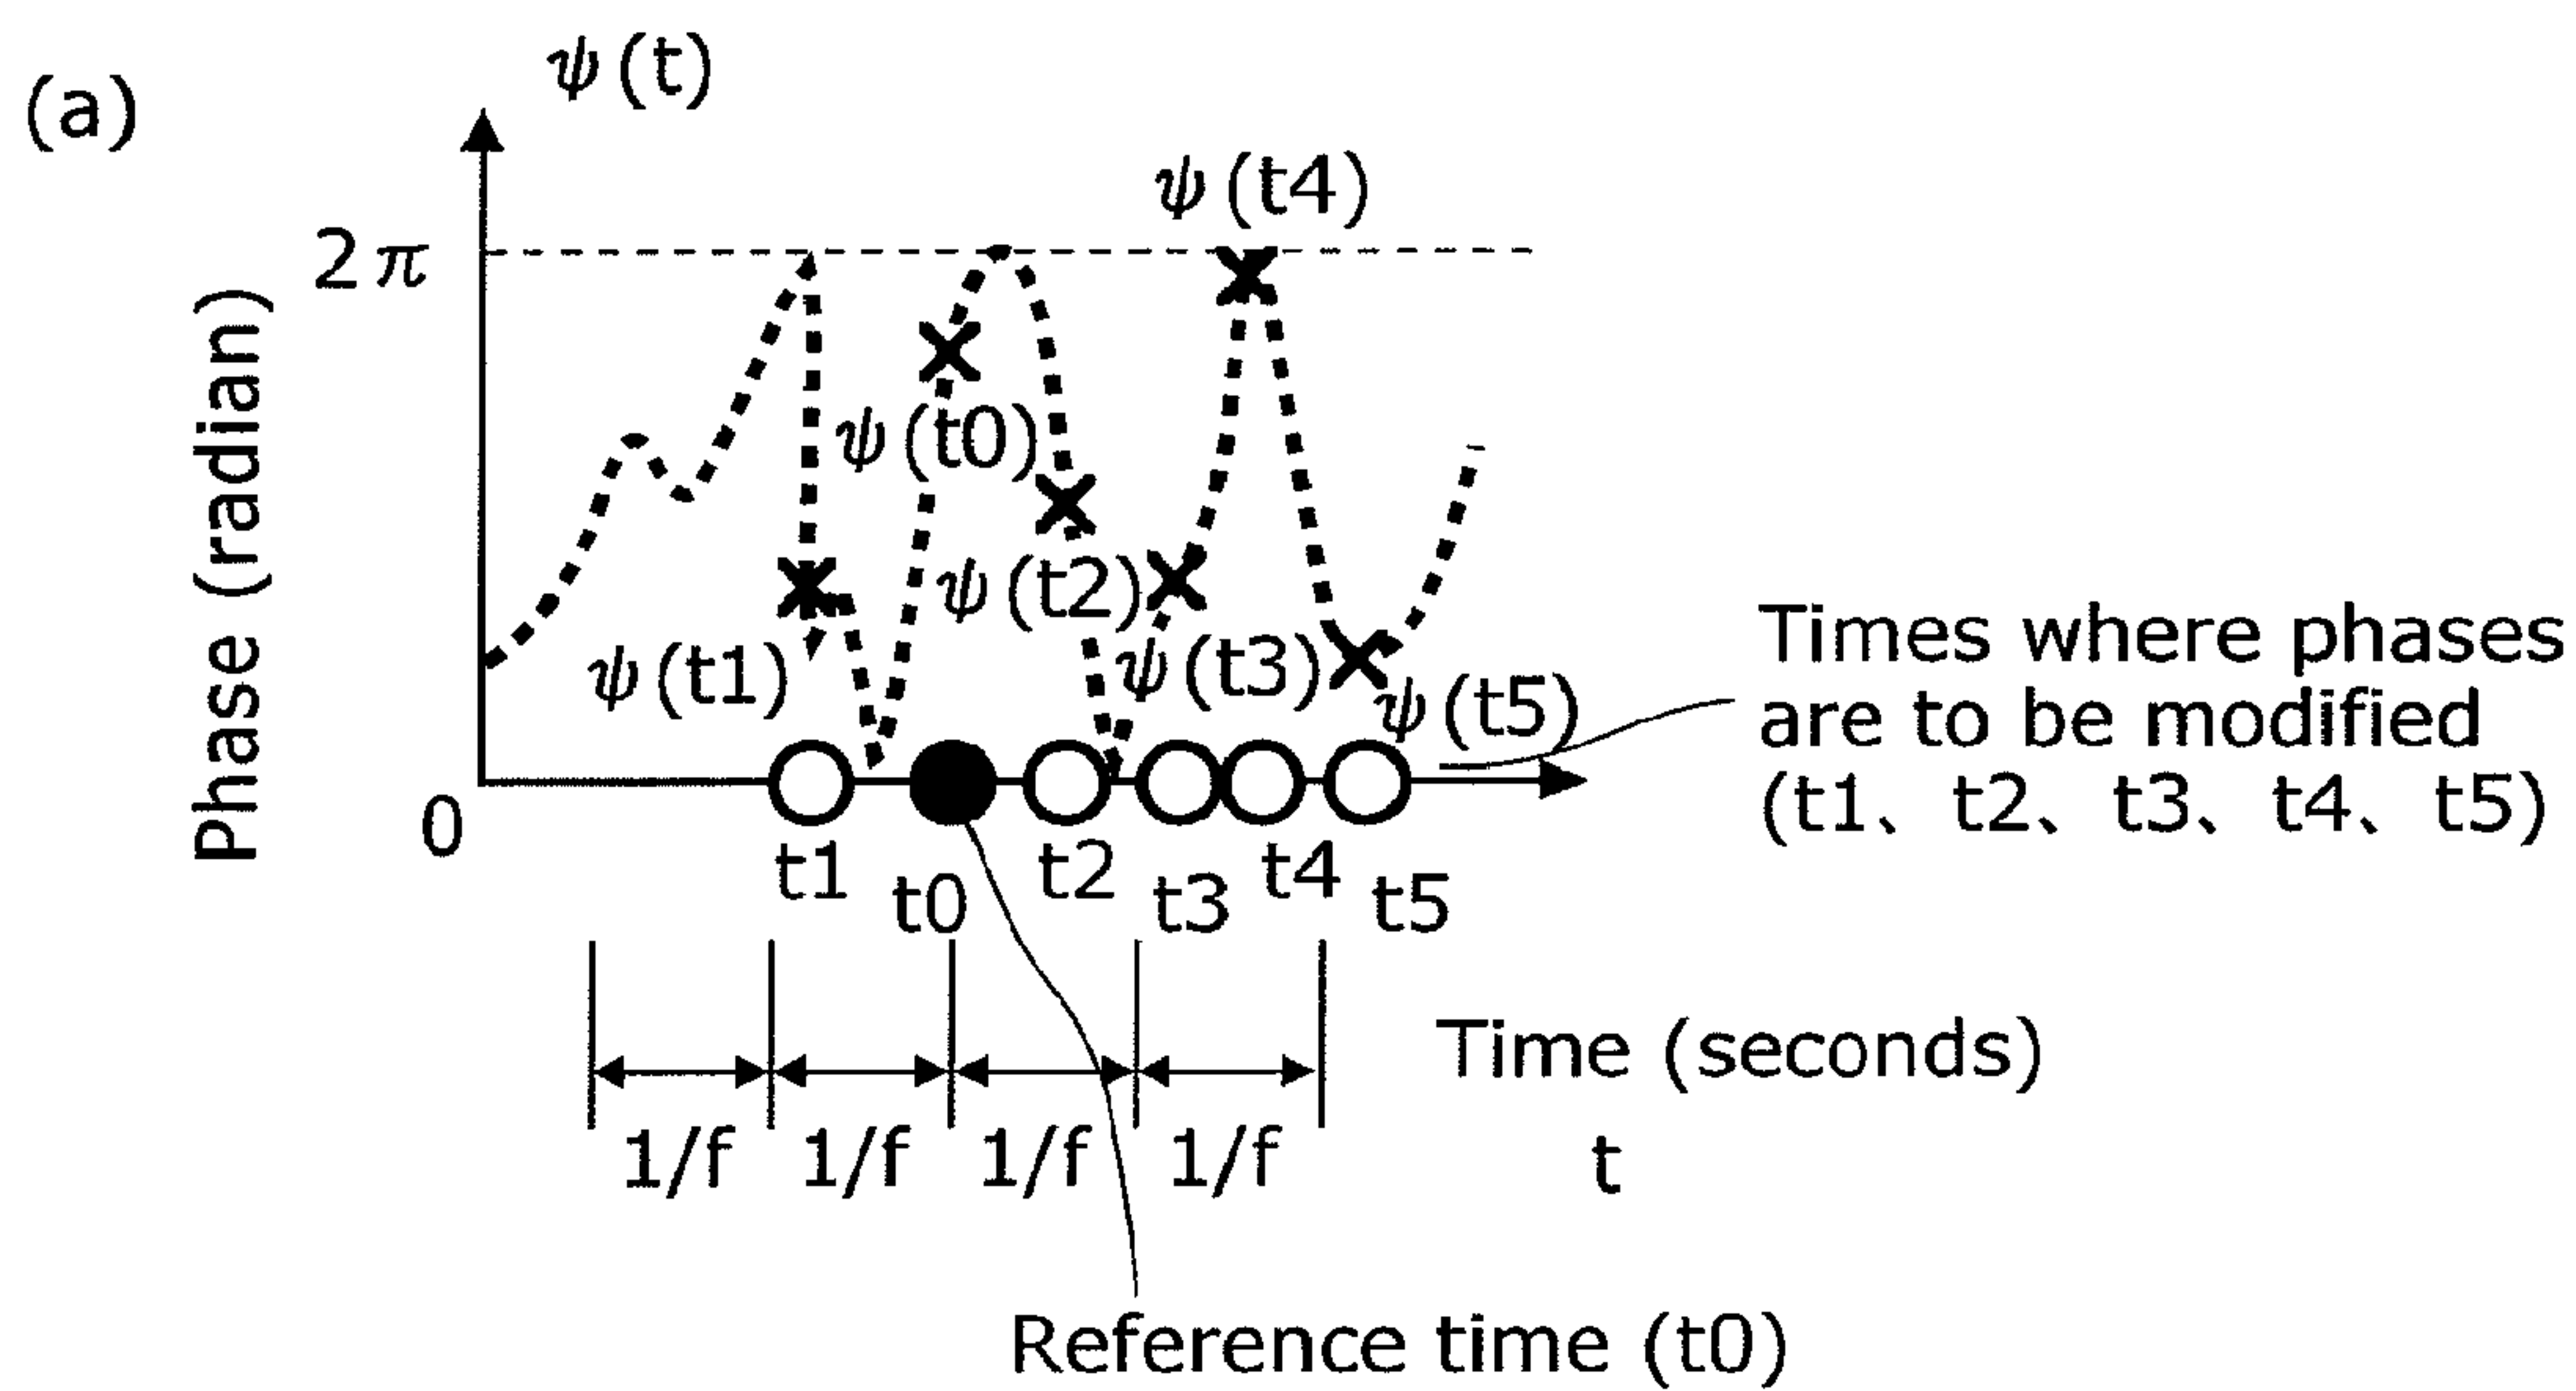 (a)
ψ(t)
2π
Phase (radian)
0
ψ(t4)
ψ(t0)
ψ(t2)
ψ(t1)
ψ(t3)
ψ(t5)
Times where phases
are to be modified
(t1、t2、t3、t4、t5)
t1
t0
t2
t3
t4
t5
1/f
1/f
1/f
1/f
Time (seconds)
t
Reference time (t0)